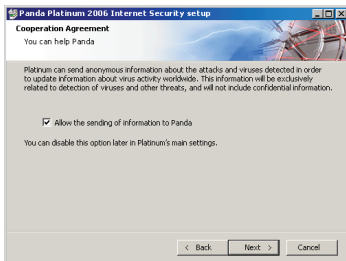 Panda Platinum 2006 Internet Security setup
Cooperation Agreement
You can help Panda
Platinum can send anonymous information about the attacks and viruses detected in order
to update information about virus activity worldwide. This information will be exclusively
related to detection of viruses and other threats, and will not include confidential information.
Allow the sending of information to Panda
You can disable this option later in Platinum's main settings.
< Back
Next >
Cancel